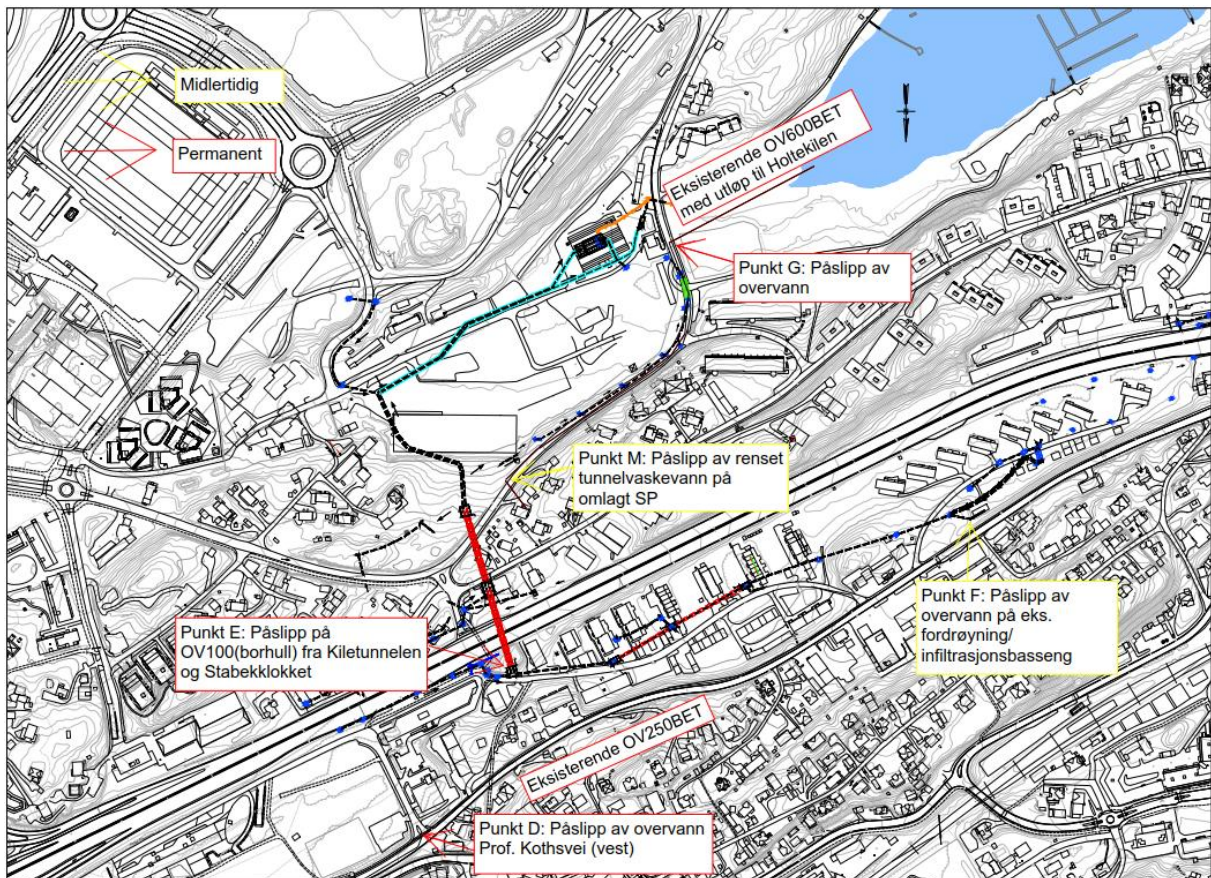 Midlertidig
Permanent
Eksisterende OV600BET
med utløp til Holtekilen
Punkt G: Påslipp av
overvann
Punkt M: Påslipp av renset
tunnelvaskevann på
omlagt SP
Punkt F: Påslipp av
overvann på eks.
fordrøyning/
infiltrasjonsbasseng
Punkt E: Påslipp på
OV100(borhull) fra Kiletunnelen
og Stabekklokket
Eksisterende OV250BET
Punkt D: Påslipp av overvann
Prof. Kothsvei (vest)